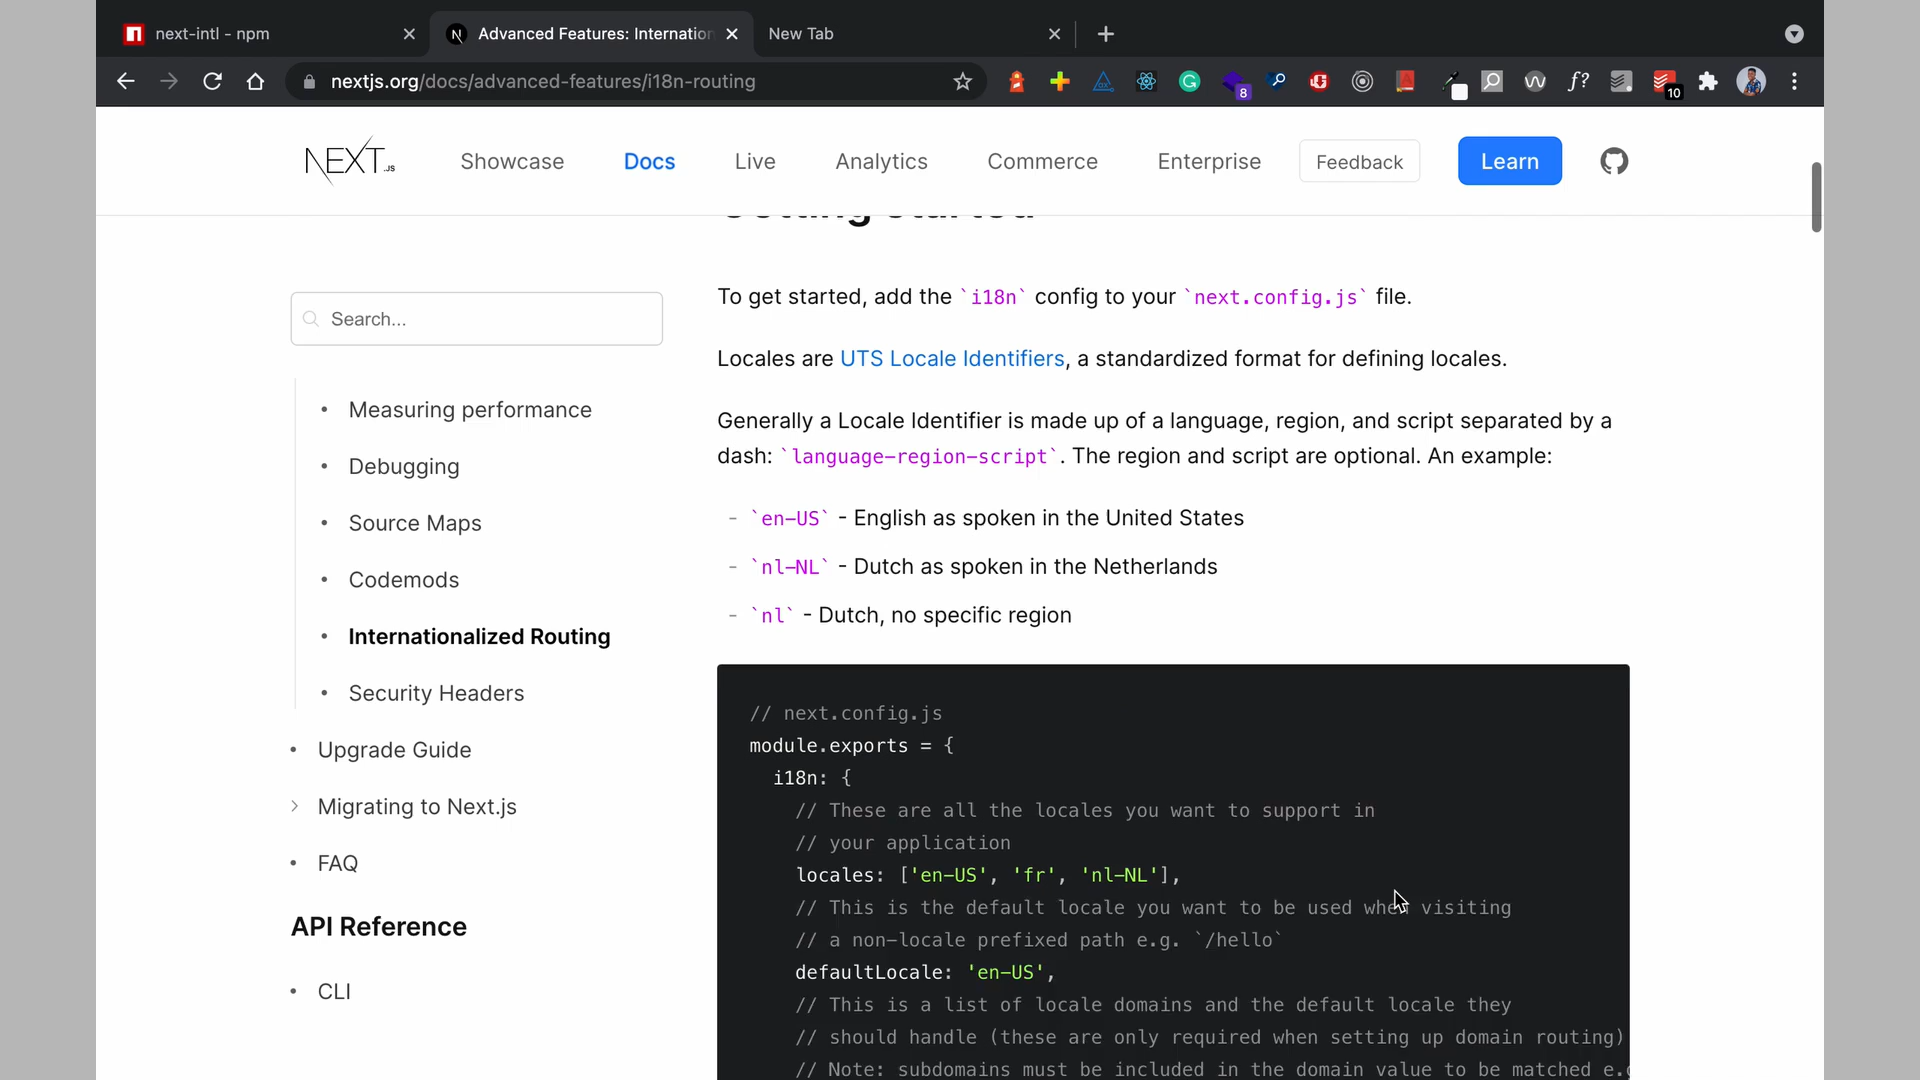 next-intl - npm
Advanced Features: Internation
New Tab
nextjs.org/docs/advanced-features/i18n-routing
8
f?
10
NEXT.JS
Showcase
Docs
Live
Analytics
Commerce
Enterprise
Feedback
Learn
Getting started
Search...
Measuring performance
Debugging
Source Maps
Codemods
Internationalized Routing
Security Headers
Upgrade Guide
Migrating to Next.js
FAQ
API Reference
CLI
To get started, add the `i18n` config to your `next.config.js` file.
Locales are UTS Locale Identifiers, a standardized format for defining locales.
Generally a Locale Identifier is made up of a language, region, and script separated by a
dash: `language-region-script`. The region and script are optional. An example:
- `en-US` - English as spoken in the United States
- `nl-NL` - Dutch as spoken in the Netherlands
- `nl` - Dutch, no specific region
// next.config.js
module.exports = {
i18n: {
// These are all the locales you want to support in
// your application
locales: ['en-US', 'fr', 'nl-NL'],
// This is the default locale you want to be used when visiting
// a non-locale prefixed path e.g. `/hello`
defaultLocale: 'en-US',
// This is a list of locale domains and the default locale they
// should handle (these are only required when setting up domain routing)
// Note: subdomains must be included in the domain value to be matched e.